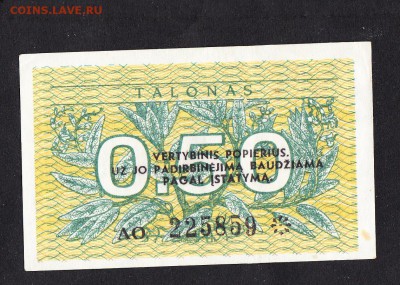 COINS.LAVE.RU
TALONAS
0.50
VERTYBINIS POPIERIUS.
UŽ JO PADIRBINĖJIMĄ BAUDŽIAMA
PAGAL ĮSTATYMĄ.
AO 225859